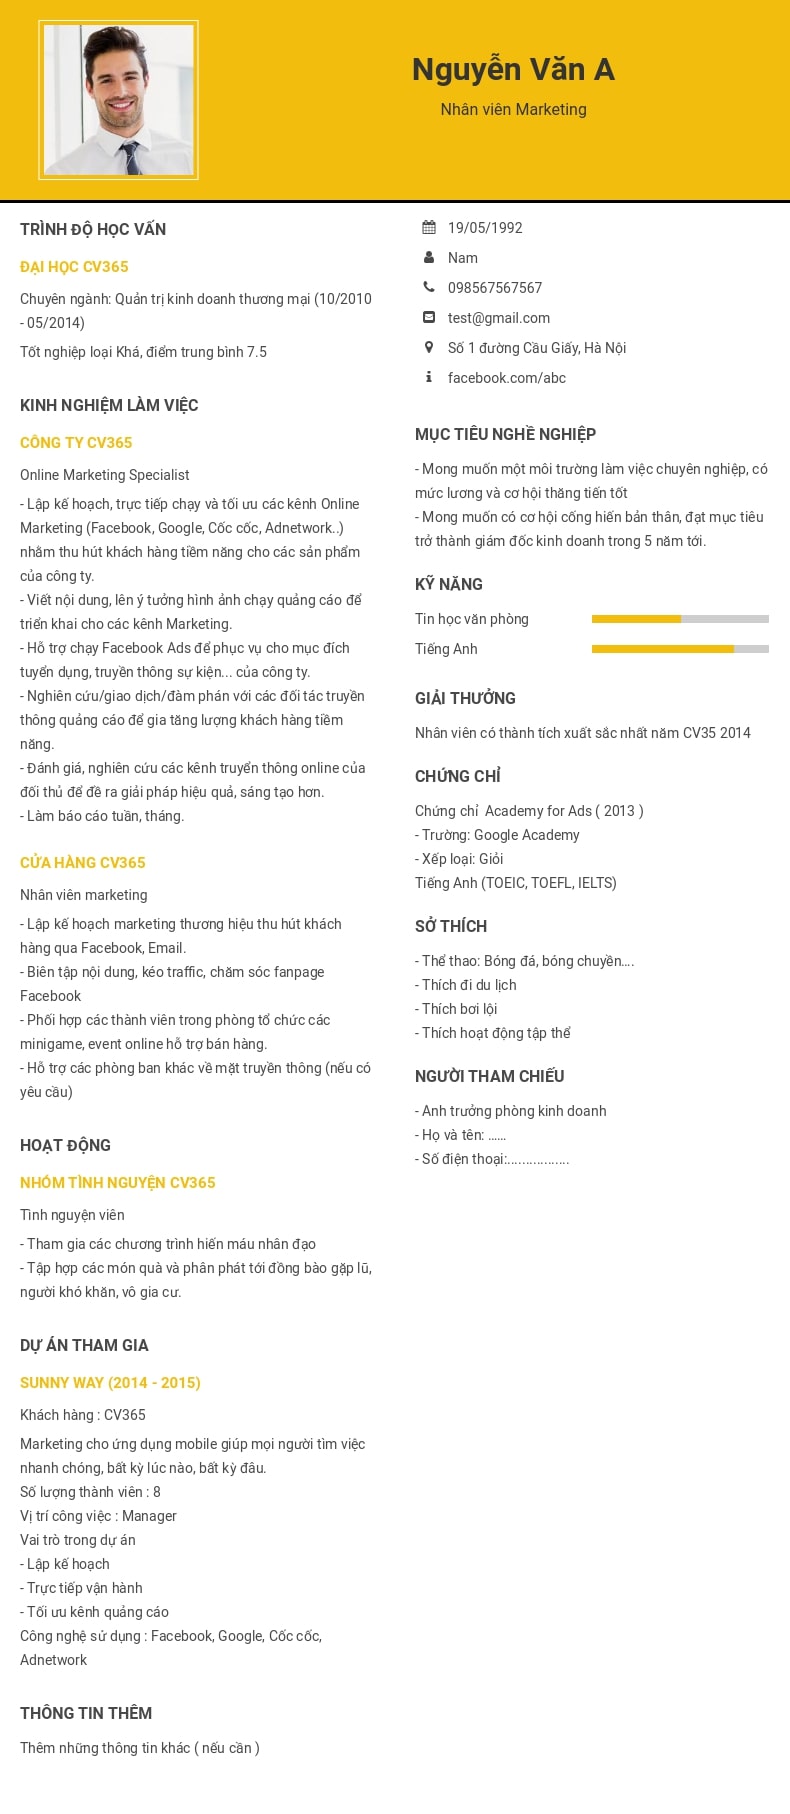 Nguyễn Văn A
Nhân viên Marketing
TRÌNH ĐỘ HỌC VẤN
ĐẠI HỌC CV365
Chuyên ngành: Quản trị kinh doanh thương mại (10/2010
- 05/2014)
Tốt nghiệp loại Khá, điểm trung bình 7.5
KINH NGHIỆM LÀM VIỆC
CÔNG TY CV365
Online Marketing Specialist
- Lập kế hoạch, trực tiếp chạy và tối ưu các kênh Online
Marketing (Facebook, Google, Cốc cốc, Adnetwork..)
nhằm thu hút khách hàng tiềm năng cho các sản phẩm
của công ty.
- Viết nội dung, lên ý tưởng hình ảnh chạy quảng cáo để
triển khai cho các kênh Marketing.
- Hỗ trợ chạy Facebook Ads để phục vụ cho mục đích
tuyển dụng, truyền thông sự kiện... của công ty.
- Nghiên cứu/giao dịch/đàm phán với các đối tác truyền
thông quảng cáo để gia tăng lượng khách hàng tiềm
năng.
- Đánh giá, nghiên cứu các kênh truyển thông online của
đối thủ để đề ra giải pháp hiệu quả, sáng tạo hơn.
- Làm báo cáo tuần, tháng.
CỬA HÀNG CV365
Nhân viên marketing
- Lập kế hoạch marketing thương hiệu thu hút khách
hàng qua Facebook, Email.
- Biên tập nội dung, kéo traffic, chăm sóc fanpage
Facebook
- Phối hợp các thành viên trong phòng tổ chức các
minigame, event online hỗ trợ bán hàng.
- Hỗ trợ các phòng ban khác về mặt truyền thông (nếu có
yêu cầu)
HOẠT ĐỘNG
NHÓM TÌNH NGUYỆN CV365
Tình nguyện viên
- Tham gia các chương trình hiến máu nhân đạo
- Tập hợp các món quà và phân phát tới đồng bào gặp lũ,
người khó khăn, vô gia cư.
DỰ ÁN THAM GIA
SUNNY WAY (2014 - 2015)
Khách hàng : CV365
Marketing cho ứng dụng mobile giúp mọi người tìm việc
nhanh chóng, bất kỳ lúc nào, bất kỳ đâu.
Số lượng thành viên : 8
Vị trí công việc : Manager
Vai trò trong dự án
- Lập kế hoạch
- Trực tiếp vận hành
- Tối ưu kênh quảng cáo
Công nghệ sử dụng : Facebook, Google, Cốc cốc,
Adnetwork
THÔNG TIN THÊM
Thêm những thông tin khác ( nếu cần )
19/05/1992
Nam
098567567567
test@gmail.com
Số 1 đường Cầu Giấy, Hà Nội
facebook.com/abc
MỤC TIÊU NGHỀ NGHIỆP
- Mong muốn một môi trường làm việc chuyên nghiệp, có
mức lương và cơ hội thăng tiến tốt
- Mong muốn có cơ hội cống hiến bản thân, đạt mục tiêu
trở thành giám đốc kinh doanh trong 5 năm tới.
KỸ NĂNG
Tin học văn phòng
Tiếng Anh
GIẢI THƯỞNG
Nhân viên có thành tích xuất sắc nhất năm CV35 2014
CHỨNG CHỈ
Chứng chỉ  Academy for Ads ( 2013 )
- Trường: Google Academy
- Xếp loại: Giỏi
Tiếng Anh (TOEIC, TOEFL, IELTS)
SỞ THÍCH
- Thể thao: Bóng đá, bóng chuyền....
- Thích đi du lịch
- Thích bơi lội
- Thích hoạt động tập thể
NGƯỜI THAM CHIẾU
- Anh trưởng phòng kinh doanh
- Họ và tên: ......
- Số điện thoại:.................